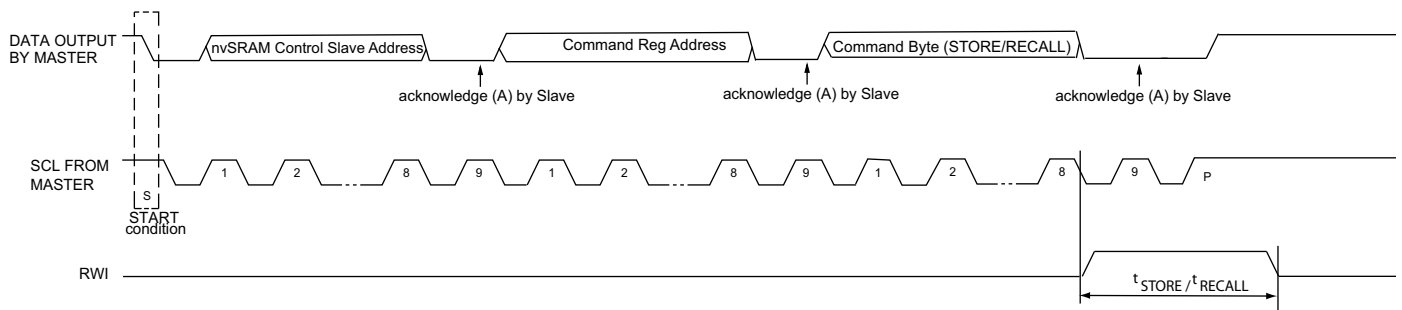 DATA OUTPUT
BY MASTER
nvSRAM Control Slave Address
Command Reg Address
Command Byte (STORE/RECALL)
acknowledge (A) by Slave
acknowledge (A) by Slave
acknowledge (A) by Slave
SCL FROM
MASTER
S
1
2
8
9
1
2
8
9
1
2
8
9
P
START
condition
RWI
t STORE / t RECALL